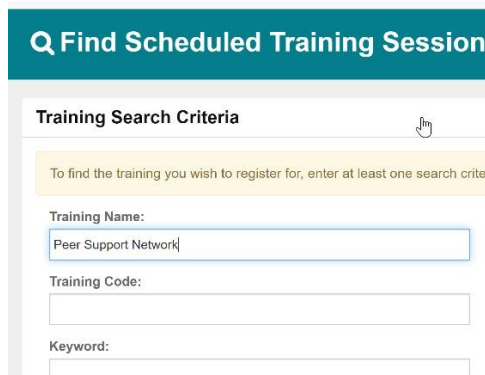 Find Scheduled Training Session
Training Search Criteria
To find the training you wish to register for, enter at least one search crite
Training Name:
Peer Support Network
Training Code:
Keyword: